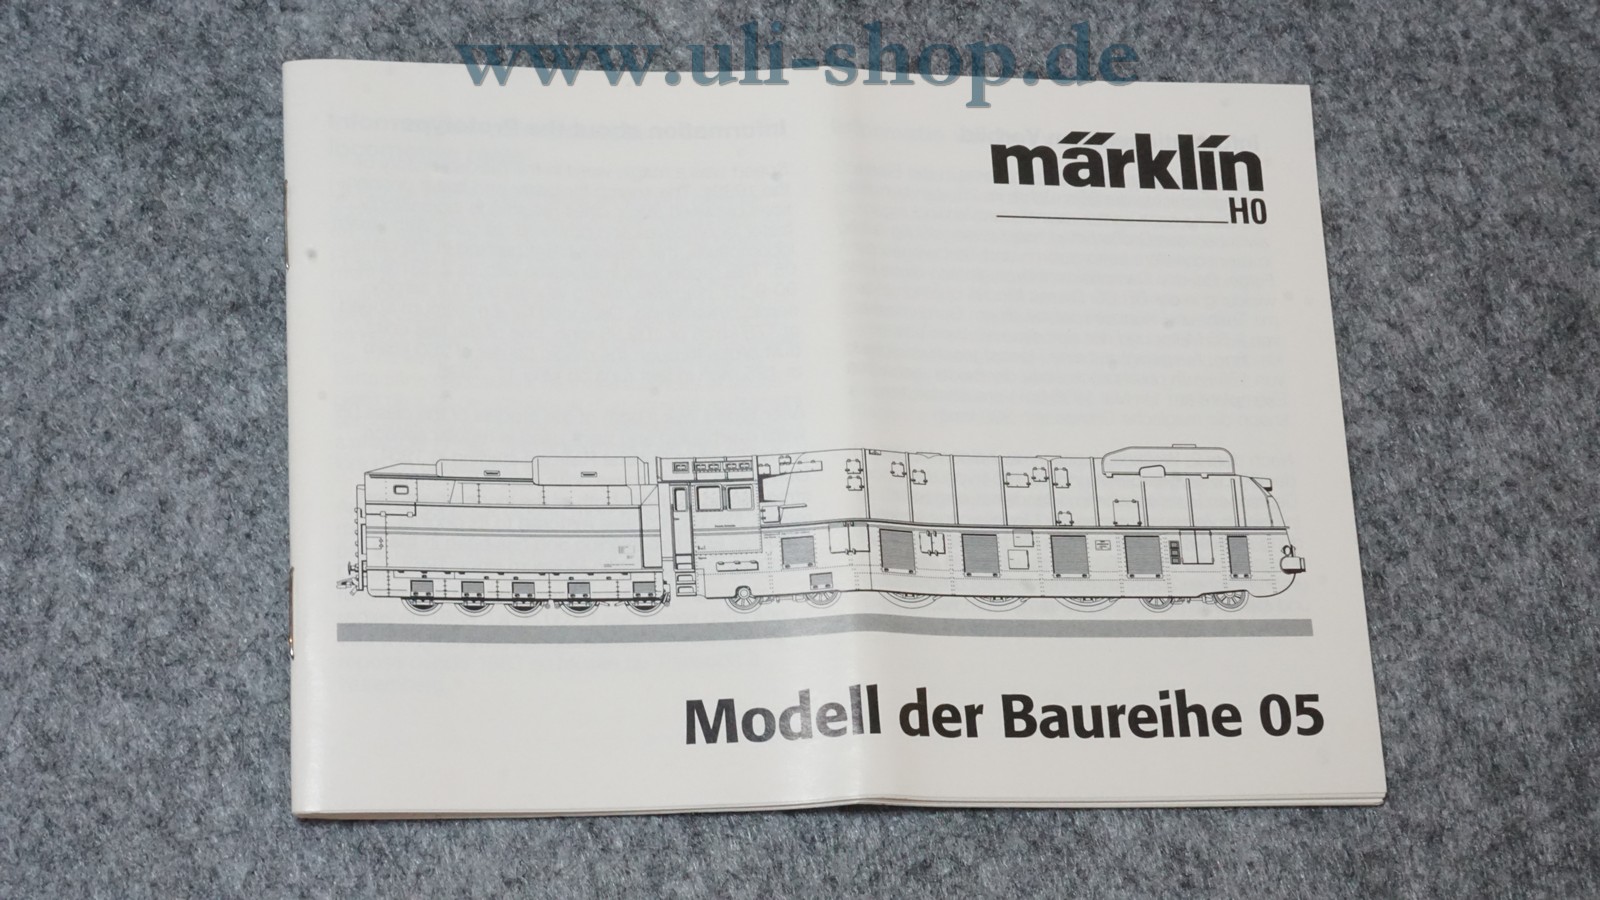 www.uli-shop.de
märklin
H0
Modell der Baureihe 05